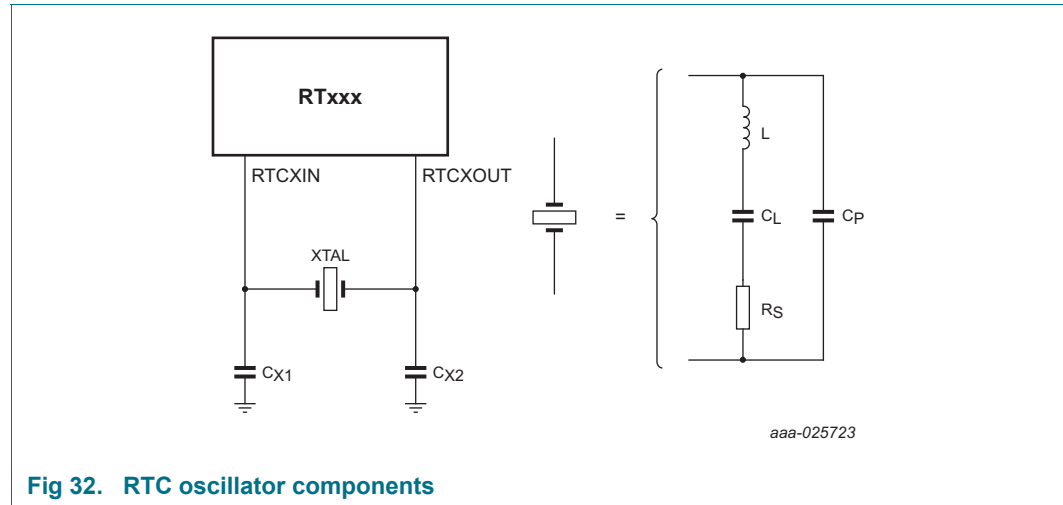 RTxxx
RTCXIN
RTCXOUT
XTAL
CX1
CX2
=
L
CL
CP
RS
aaa-025723
Fig 32. RTC oscillator components